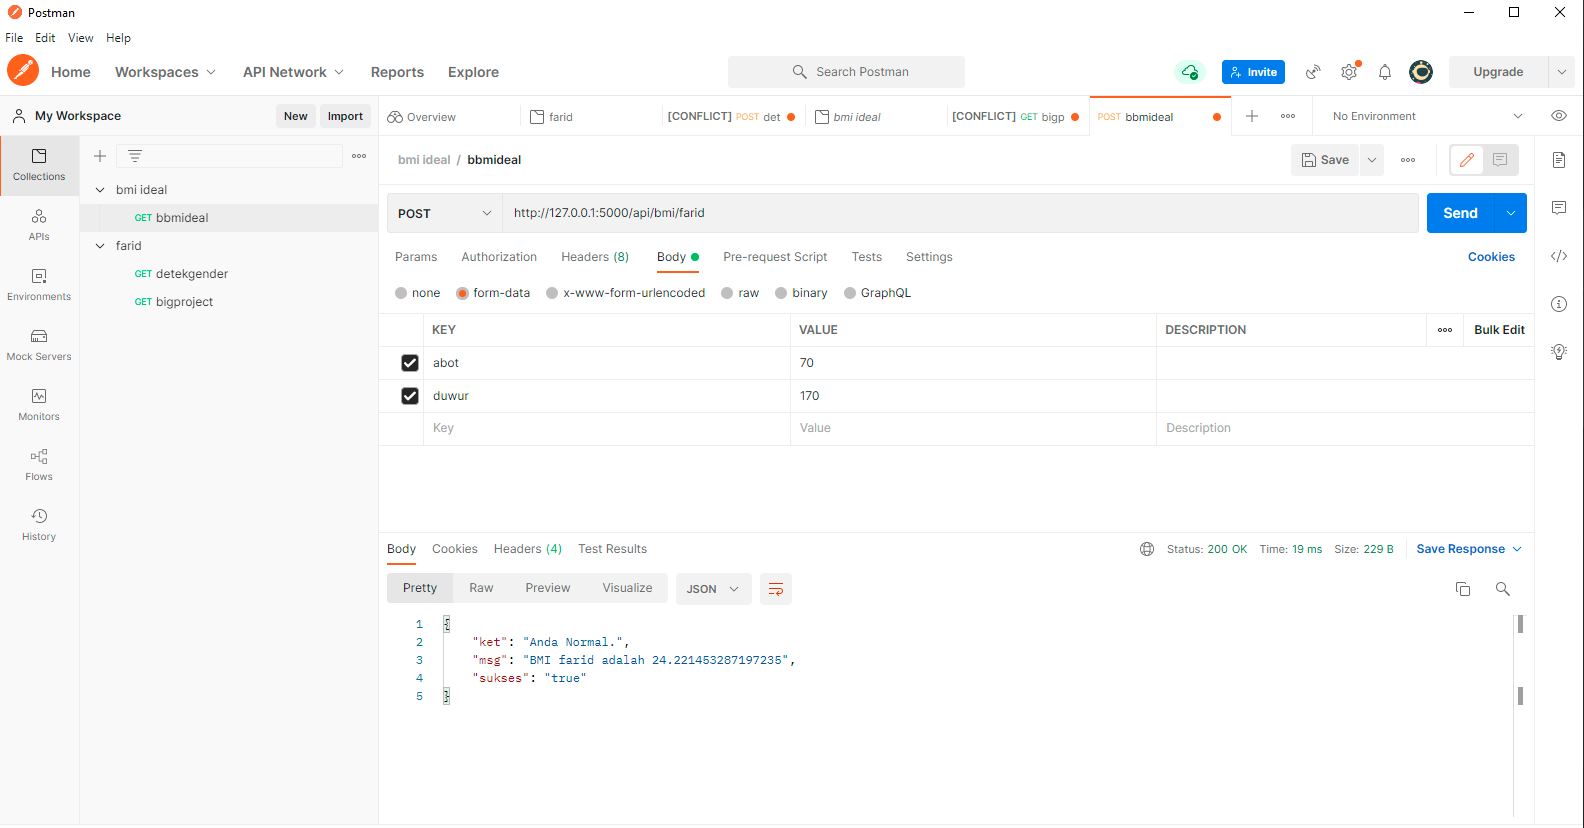 Postman
File Edit View Help
Home Workspaces API Network Reports Explore Search Postman Invite Upgrade
My Workspace New Import
Overview farid [CONFLICT] POST det bmi ideal [CONFLICT] GET bigp POST bbmideal No Environment
Collections
APIs
Environments
Mock Servers
Monitors
Flows
History
bmi ideal
GET bbmideal
farid
GET detekgender
GET bigproject
bmi ideal / bbmideal Save
POST http://127.0.0.1:5000/api/bmi/farid Send
Params Authorization Headers (8) Body Pre-request Script Tests Settings Cookies
none form-data x-www-form-urlencoded raw binary GraphQL
KEY VALUE DESCRIPTION Bulk Edit
abot 70
duwur 170
Key Value Description
Body Cookies Headers (4) Test Results Status: 200 OK Time: 19 ms Size: 229 B Save Response
Pretty Raw Preview Visualize JSON
1 {
2 "ket": "Anda Normal.",
3 "msg": "BMI farid adalah 24.221453287197235",
4 "sukses": "true"
5 }